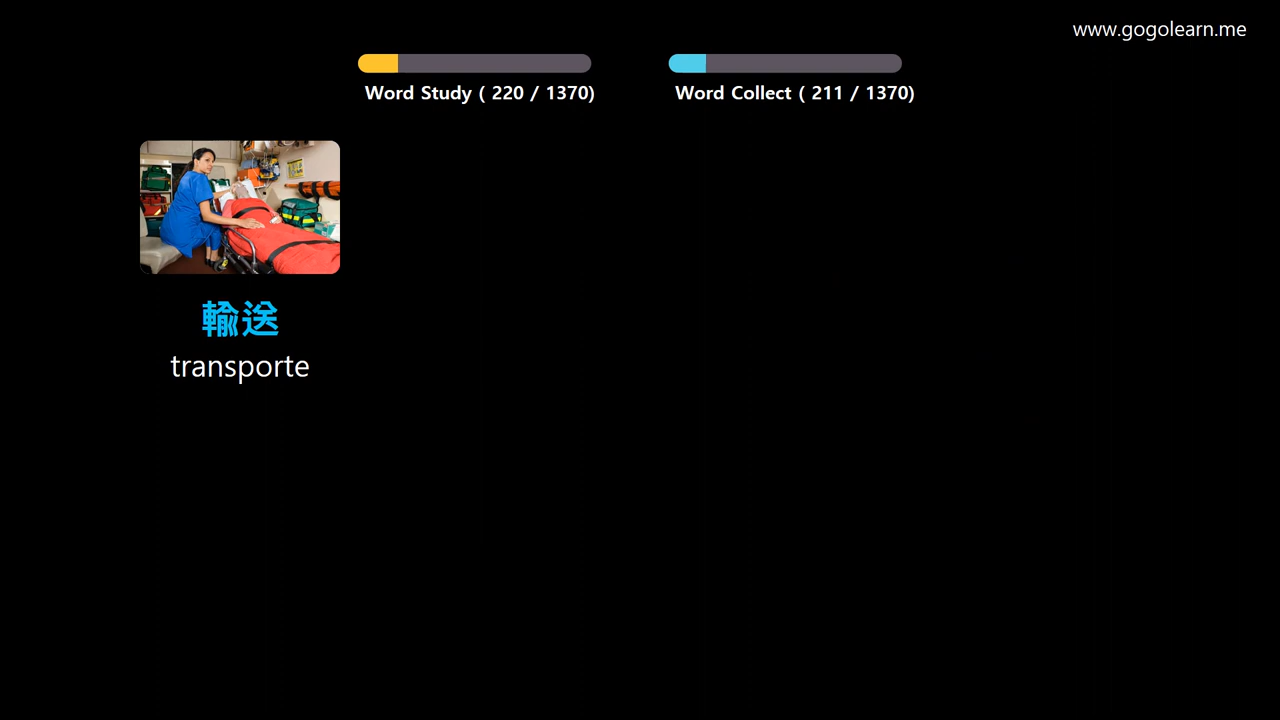 www.gogolearn.me
Word Study ( 220 / 1370)
Word Collect ( 211 / 1370)
輸送
transporte